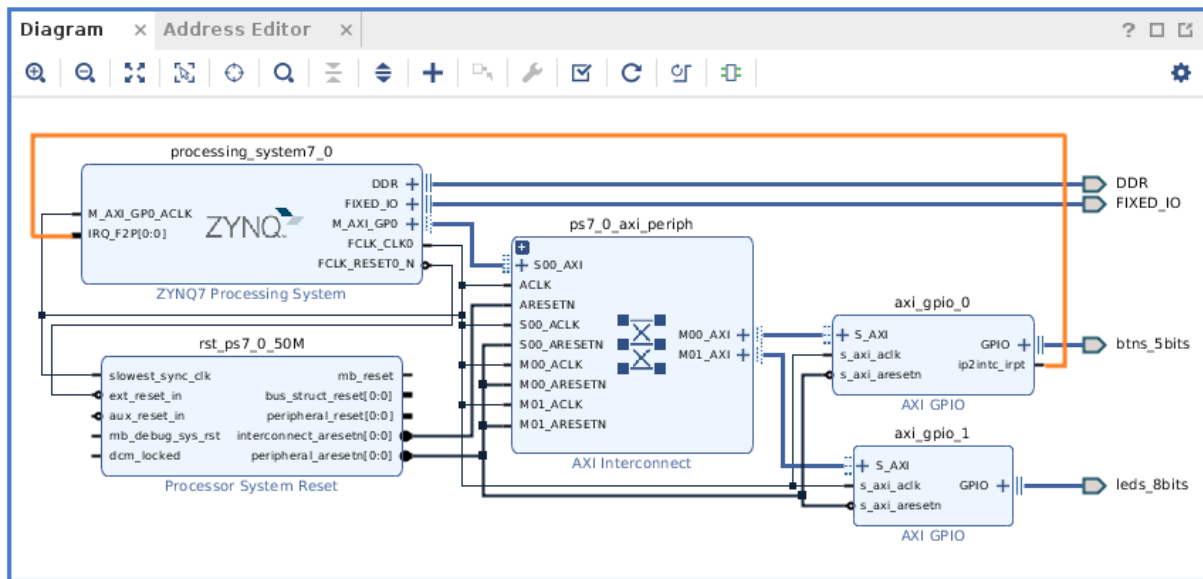 Diagram × Address Editor ×
?
processing_system7_0
DDR
FIXED_IO
M_AXI_GP0
FCLK_CLK0
FCLK_RESET0_N
M_AXI_GP0_ACLK
IRQ_F2P[0:0]
ZYNQ
ZYNQ7 Processing System
DDR
FIXED_IO
ps7_0_axi_periph
S00_AXI
ACLK
ARESETN
S00_ACLK
S00_ARESETN
M00_ACLK
M00_ARESETN
M01_ACLK
M01_ARESETN
M00_AXI
M01_AXI
AXI Interconnect
rst_ps7_0_50M
slowest_sync_clk
ext_reset_in
aux_reset_in
mb_debug_sys_rst
dcm_locked
mb_reset
bus_struct_reset[0:0]
peripheral_reset[0:0]
interconnect_aresetn[0:0]
peripheral_aresetn[0:0]
Processor System Reset
axi_gpio_0
S_AXI
s_axi_aclk
s_axi_aresetn
GPIO
ip2intc_irpt
AXI GPIO
btns_5bits
axi_gpio_1
S_AXI
s_axi_aclk
s_axi_aresetn
GPIO
AXI GPIO
leds_8bits